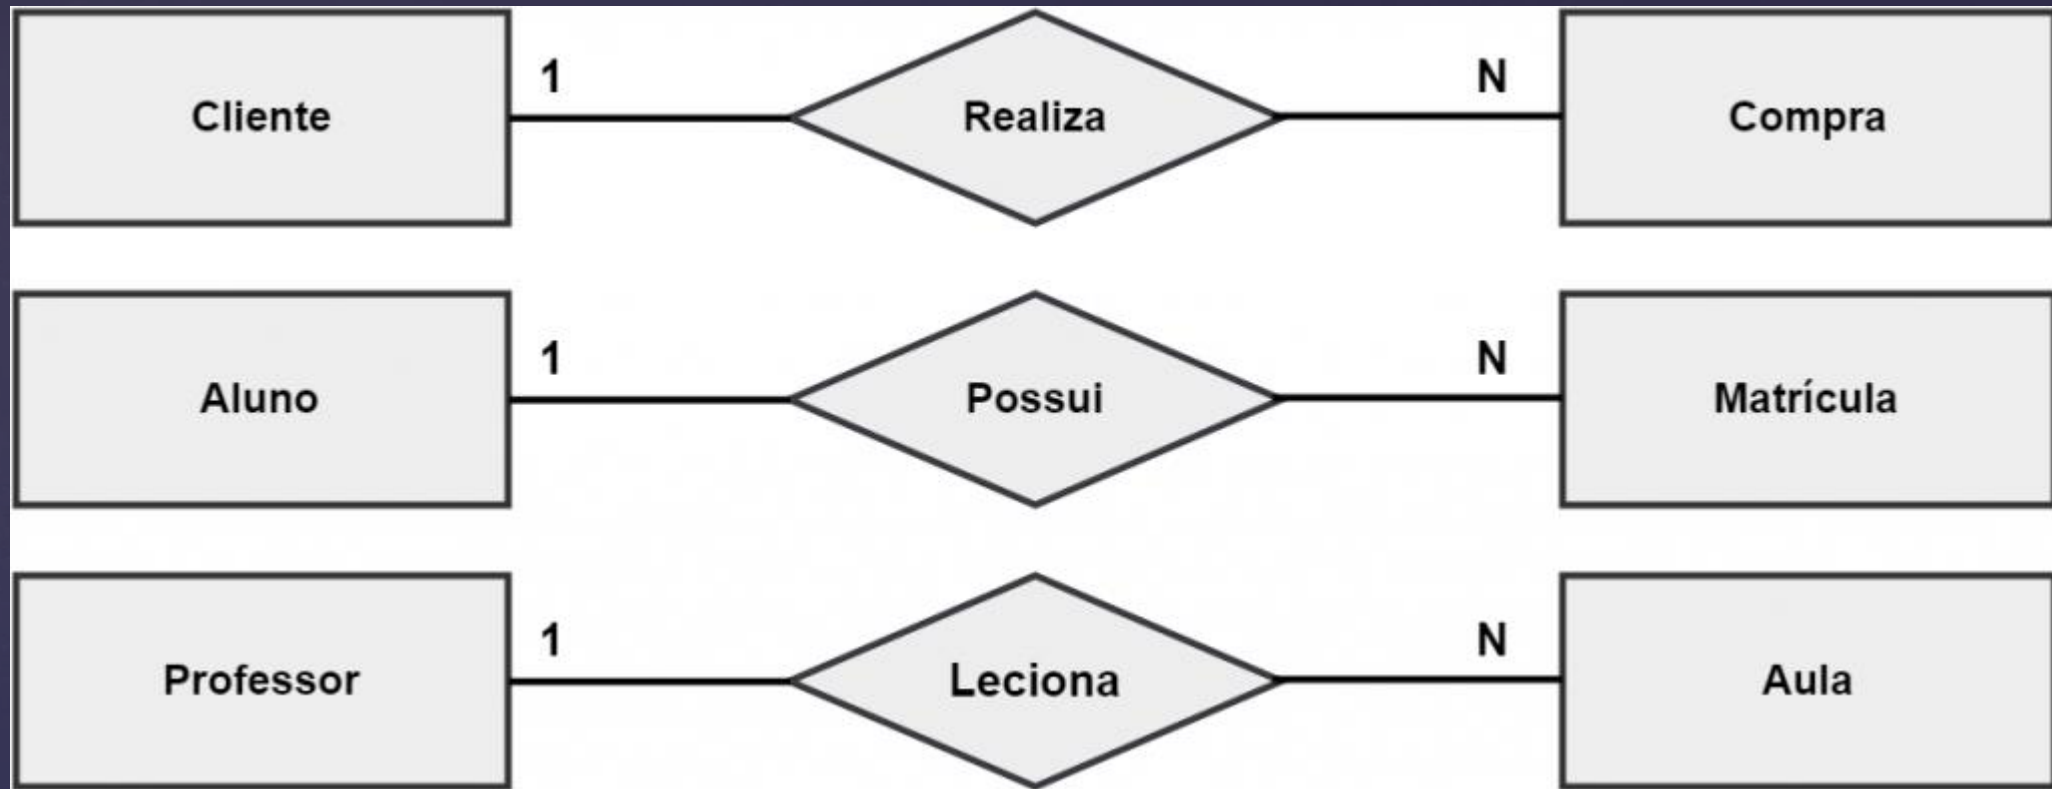 1 N
Cliente Realiza Compra
1 N
Aluno Possui Matrícula
1 N
Professor Leciona Aula